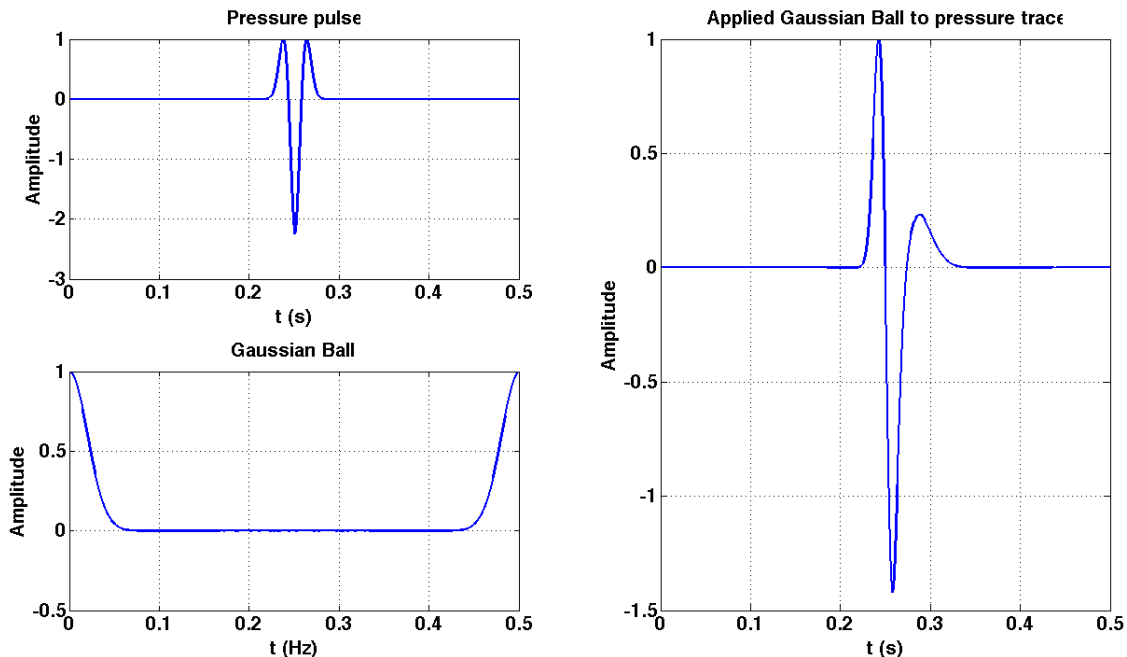 Pressure pulse
1
0
-1
-2
-3
Amplitude
0 0.1 0.2 0.3 0.4 0.5
t (s)
Gaussian Ball
1
0.5
0
-0.5
Amplitude
0 0.1 0.2 0.3 0.4 0.5
t (Hz)
Applied Gaussian Ball to pressure trace
1
0.5
0
-0.5
-1
-1.5
Amplitude
0 0.1 0.2 0.3 0.4 0.5
t (s)